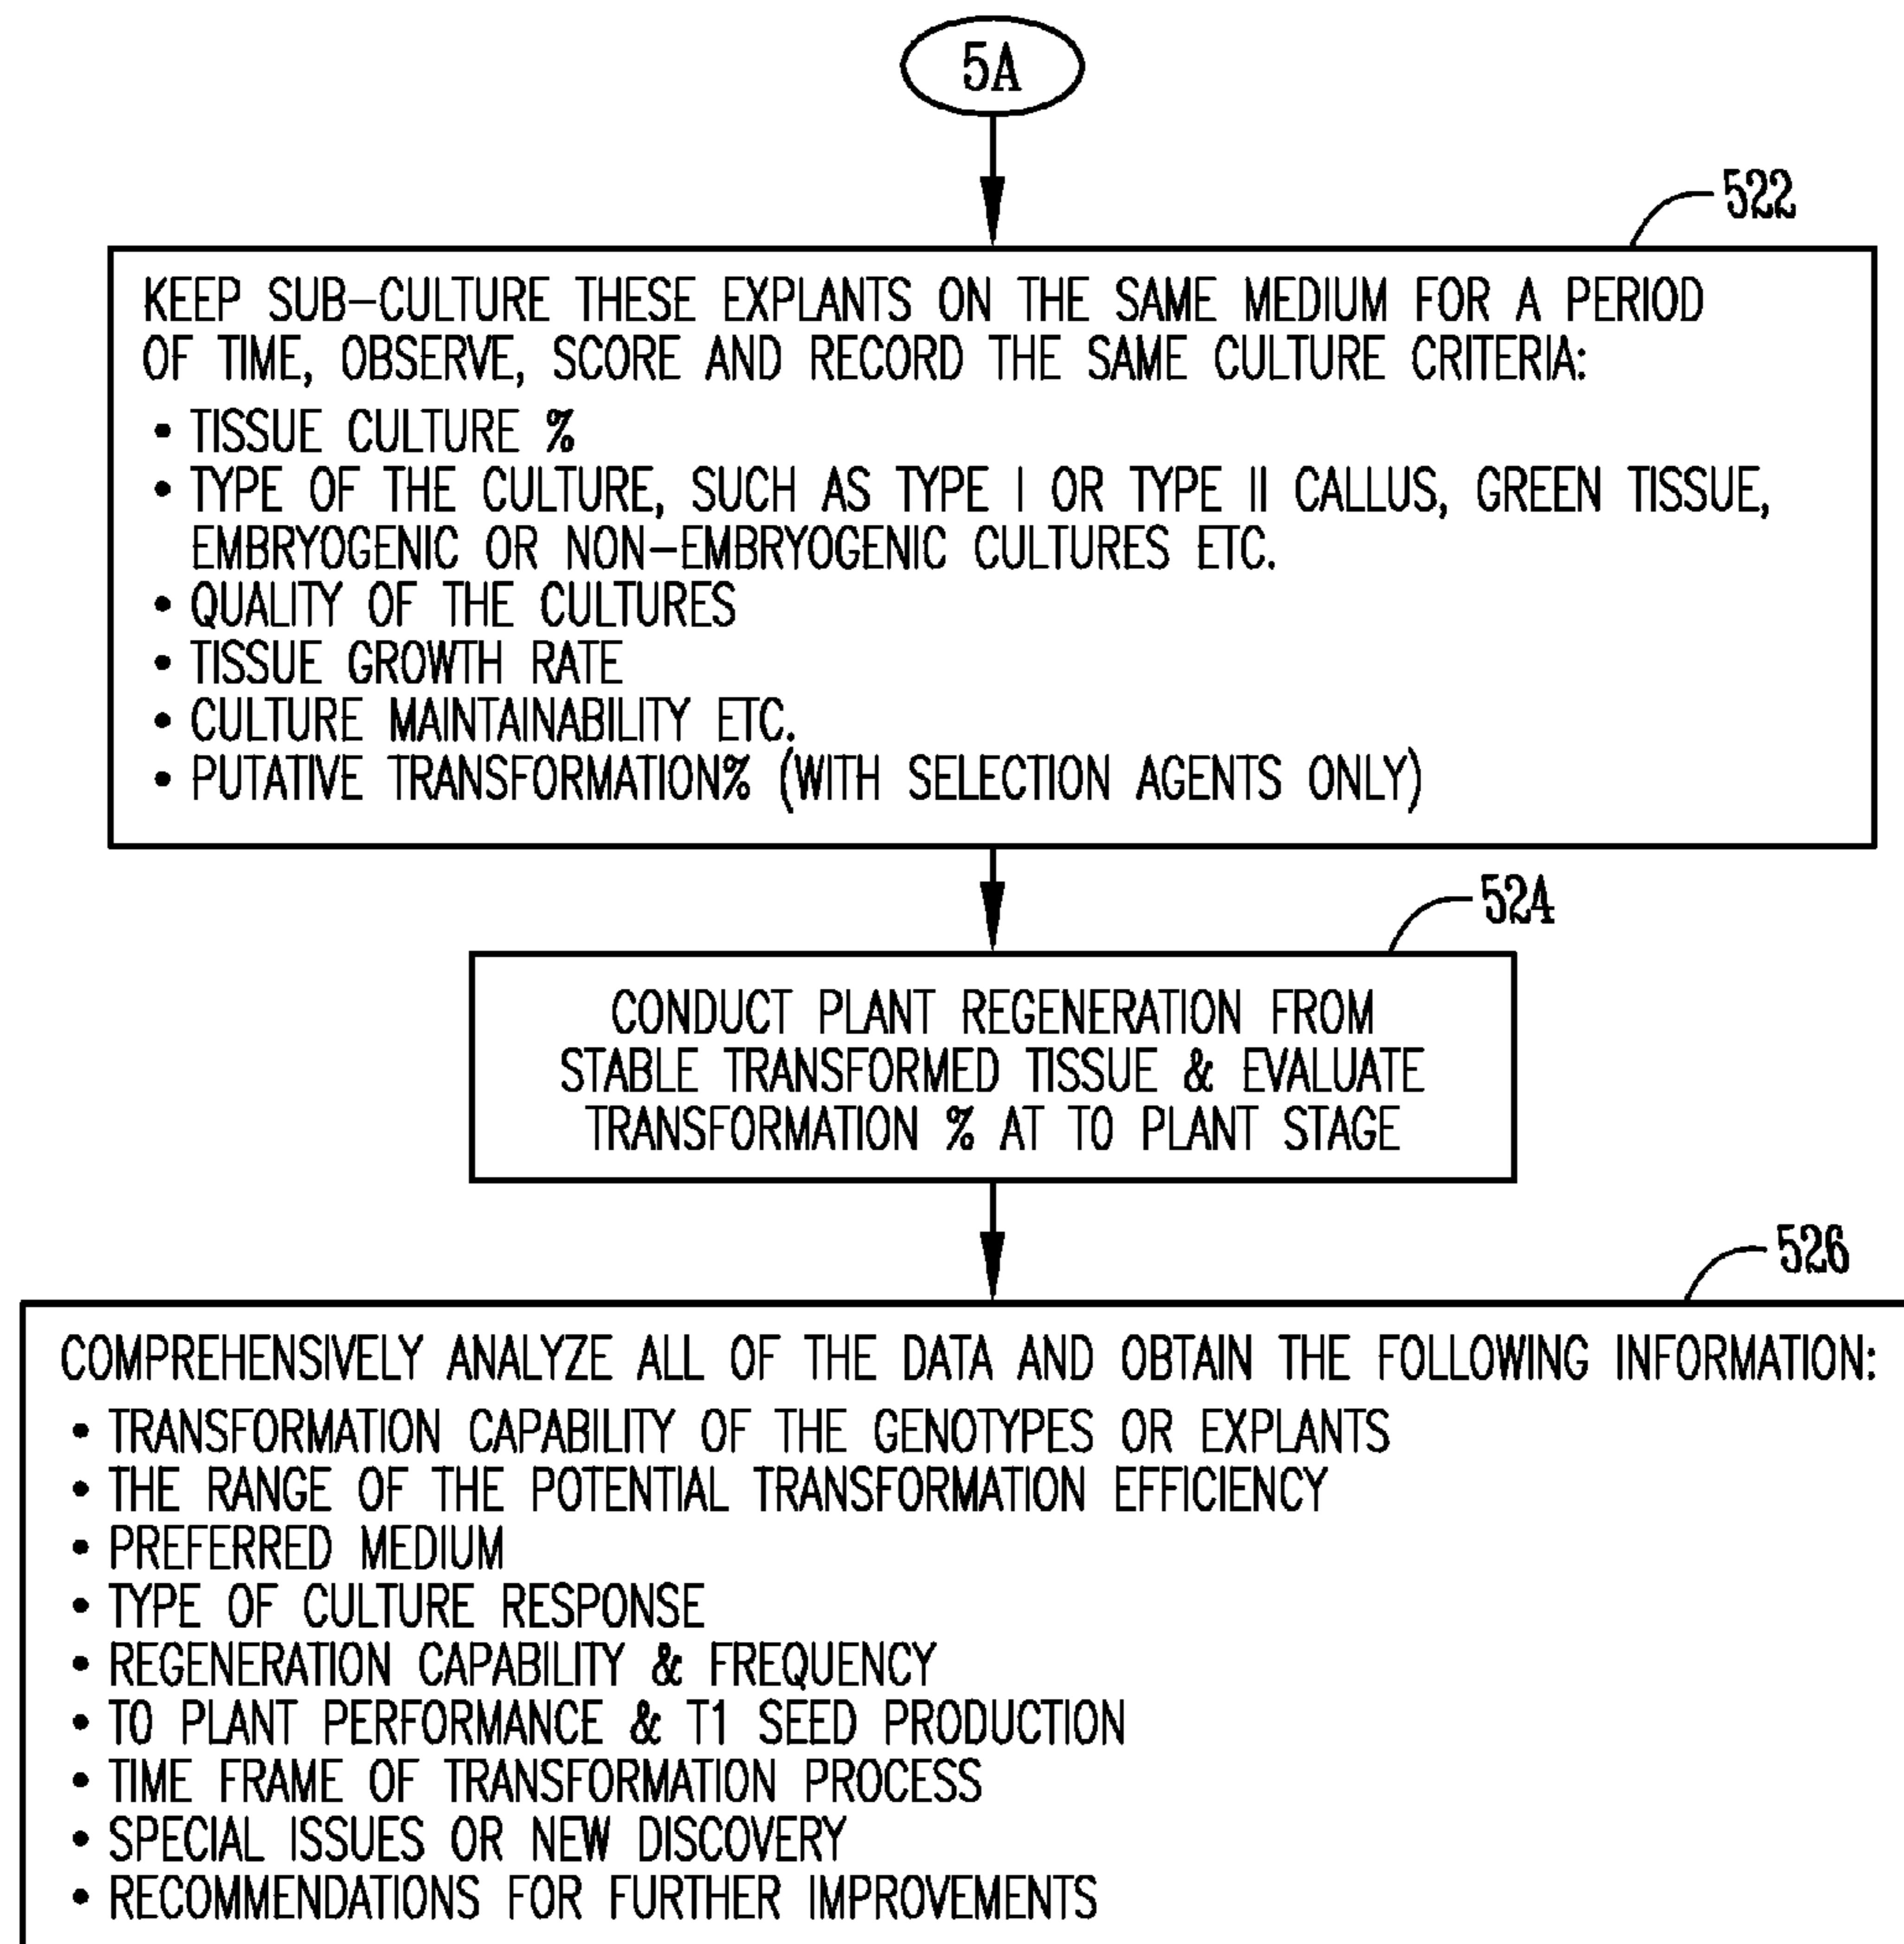 5A
522
KEEP SUB-CULTURE THESE EXPLANTS ON THE SAME MEDIUM FOR A PERIOD
OF TIME, OBSERVE, SCORE AND RECORD THE SAME CULTURE CRITERIA:
• TISSUE CULTURE %
• TYPE OF THE CULTURE, SUCH AS TYPE I OR TYPE II CALLUS, GREEN TISSUE,
EMBRYOGENIC OR NON-EMBRYOGENIC CULTURES ETC.
• QUALITY OF THE CULTURES
• TISSUE GROWTH RATE
• CULTURE MAINTAINABILITY ETC.
• PUTATIVE TRANSFORMATION% (WITH SELECTION AGENTS ONLY)
524
CONDUCT PLANT REGENERATION FROM
STABLE TRANSFORMED TISSUE & EVALUATE
TRANSFORMATION % AT TO PLANT STAGE
526
COMPREHENSIVELY ANALYZE ALL OF THE DATA AND OBTAIN THE FOLLOWING INFORMATION:
• TRANSFORMATION CAPABILITY OF THE GENOTYPES OR EXPLANTS
• THE RANGE OF THE POTENTIAL TRANSFORMATION EFFICIENCY
• PREFERRED MEDIUM
• TYPE OF CULTURE RESPONSE
• REGENERATION CAPABILITY & FREQUENCY
• TO PLANT PERFORMANCE & T1 SEED PRODUCTION
• TIME FRAME OF TRANSFORMATION PROCESS
• SPECIAL ISSUES OR NEW DISCOVERY
• RECOMMENDATIONS FOR FURTHER IMPROVEMENTS